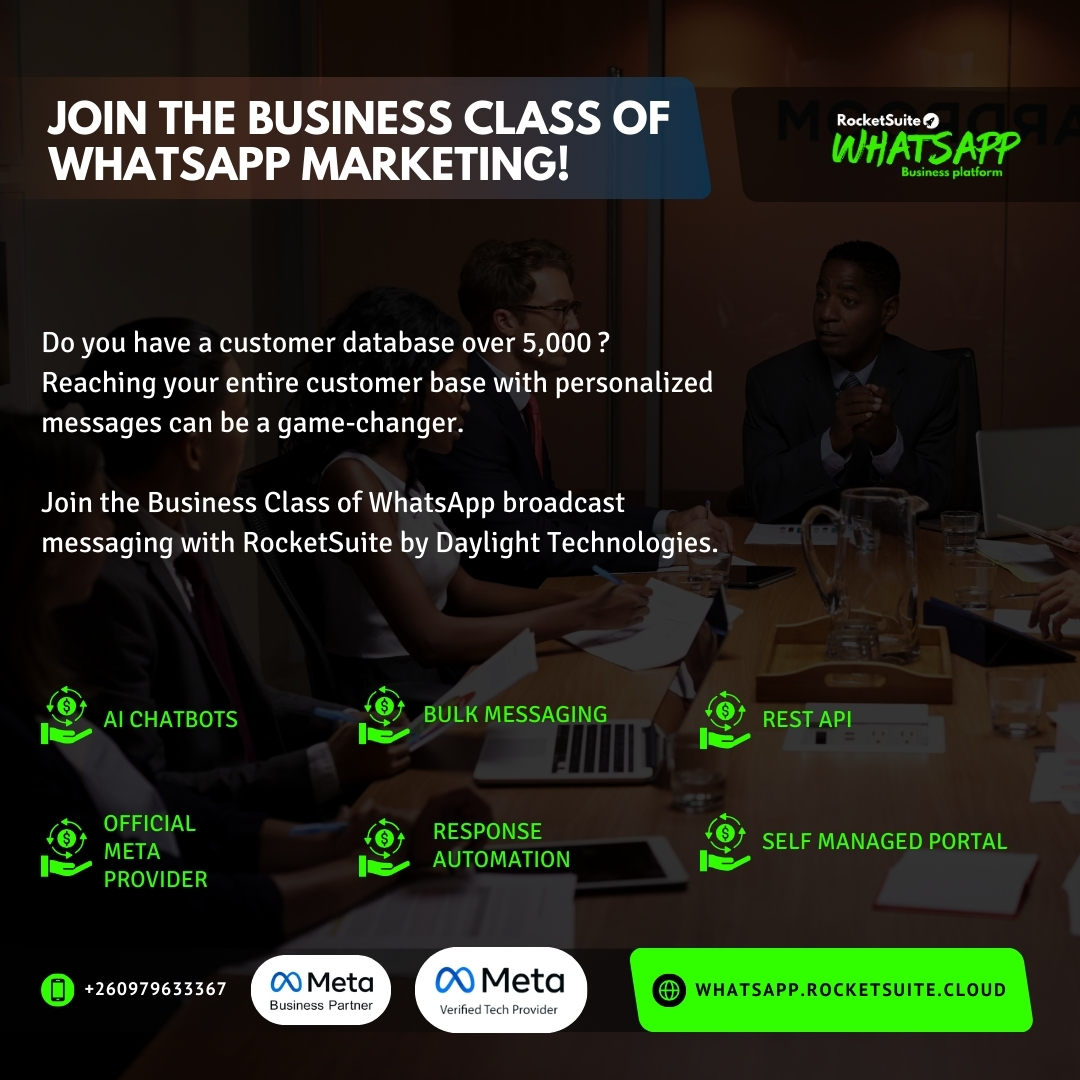 JOIN THE BUSINESS CLASS OF
WHATSAPP MARKETING!
RocketSuite
WHATSAPP
Business platform
Do you have a customer database over 5,000 ?
Reaching your entire customer base with personalized
messages can be a game-changer.
Join the Business Class of WhatsApp broadcast
messaging with RocketSuite by Daylight Technologies.
AI CHATBOTS
BULK MESSAGING
REST API
OFFICIAL
META
PROVIDER
RESPONSE
AUTOMATION
SELF MANAGED PORTAL
+260979633367
Meta
Business Partner
Meta
Verified Tech Provider
WHATSAPP.ROCKETSUITE.CLOUD